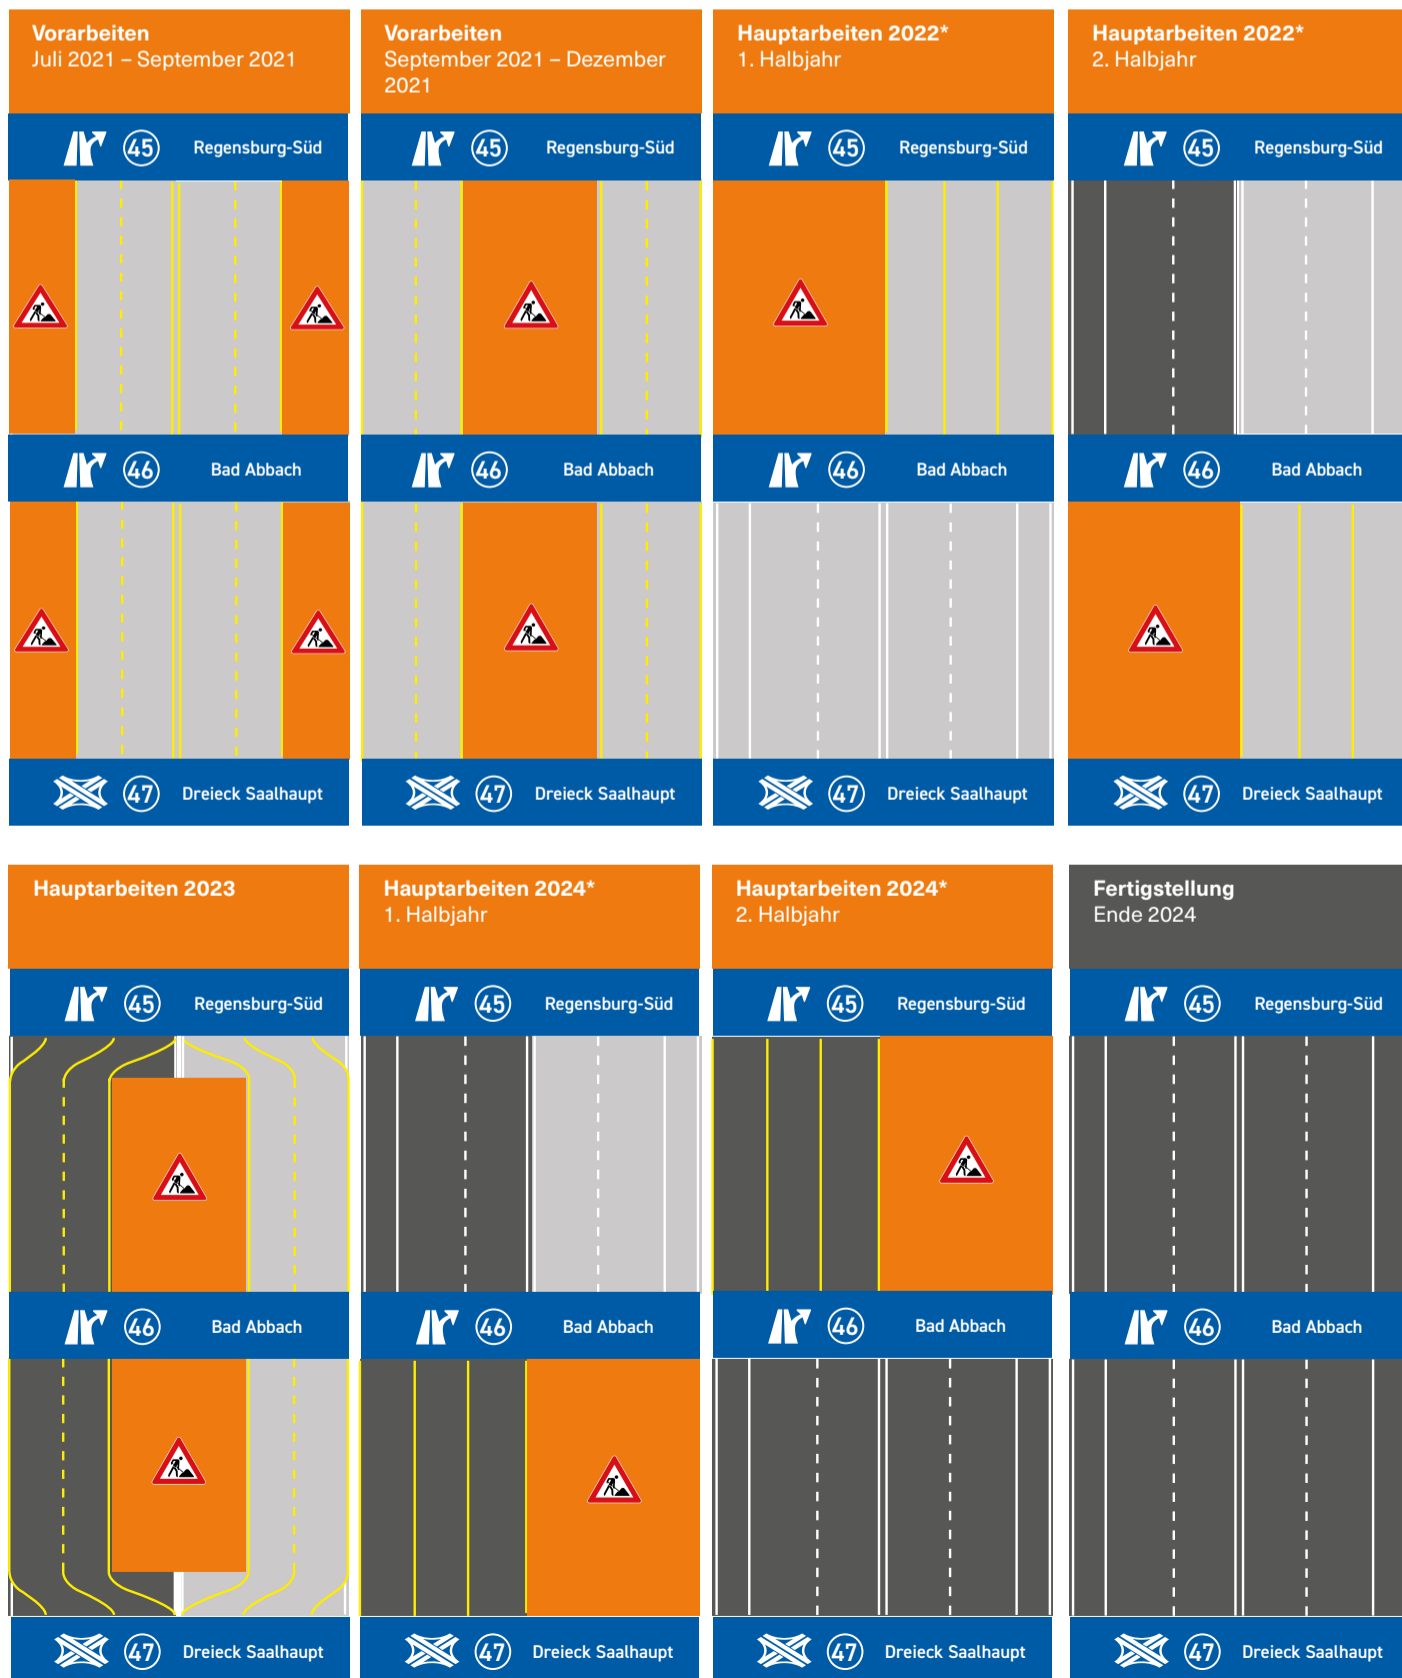 Vorarbeiten
Juli 2021 – September 2021
45 Regensburg-Süd
46 Bad Abbach
47 Dreieck Saalhaupt
Vorarbeiten
September 2021 – Dezember
2021
45 Regensburg-Süd
46 Bad Abbach
47 Dreieck Saalhaupt
Hauptarbeiten 2022*
1. Halbjahr
45 Regensburg-Süd
46 Bad Abbach
47 Dreieck Saalhaupt
Hauptarbeiten 2022*
2. Halbjahr
45 Regensburg-Süd
46 Bad Abbach
47 Dreieck Saalhaupt
Hauptarbeiten 2023
45 Regensburg-Süd
46 Bad Abbach
47 Dreieck Saalhaupt
Hauptarbeiten 2024*
1. Halbjahr
45 Regensburg-Süd
46 Bad Abbach
47 Dreieck Saalhaupt
Hauptarbeiten 2024*
2. Halbjahr
45 Regensburg-Süd
46 Bad Abbach
47 Dreieck Saalhaupt
Fertigstellung
Ende 2024
45 Regensburg-Süd
46 Bad Abbach
47 Dreieck Saalhaupt